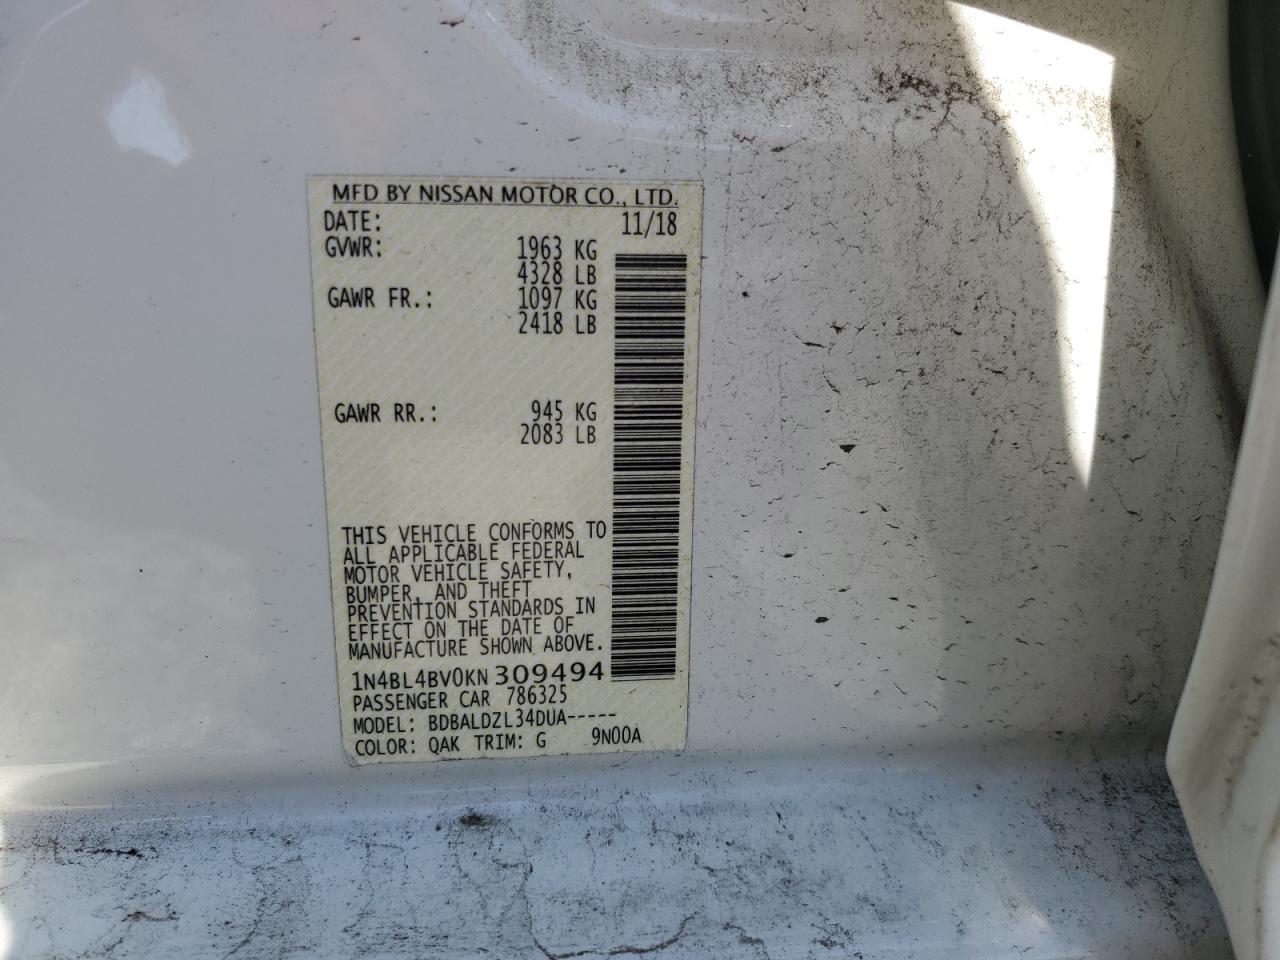 MFD BY NISSAN MOTOR CO., LTD.
DATE: 11/18
GVWR: 1963 KG
4328 LB
GAWR FR.: 1097 KG
2418 LB
GAWR RR.: 945 KG
2083 LB
THIS VEHICLE CONFORMS TO
ALL APPLICABLE FEDERAL
MOTOR VEHICLE SAFETY,
BUMPER, AND THEFT
PREVENTION STANDARDS IN
EFFECT ON THE DATE OF
MANUFACTURE SHOWN ABOVE.
1N4BL4BV0KN309494
PASSENGER CAR 786325
MODEL: BDBALDZL34DUA-----
COLOR: QAK TRIM: G 9N00A